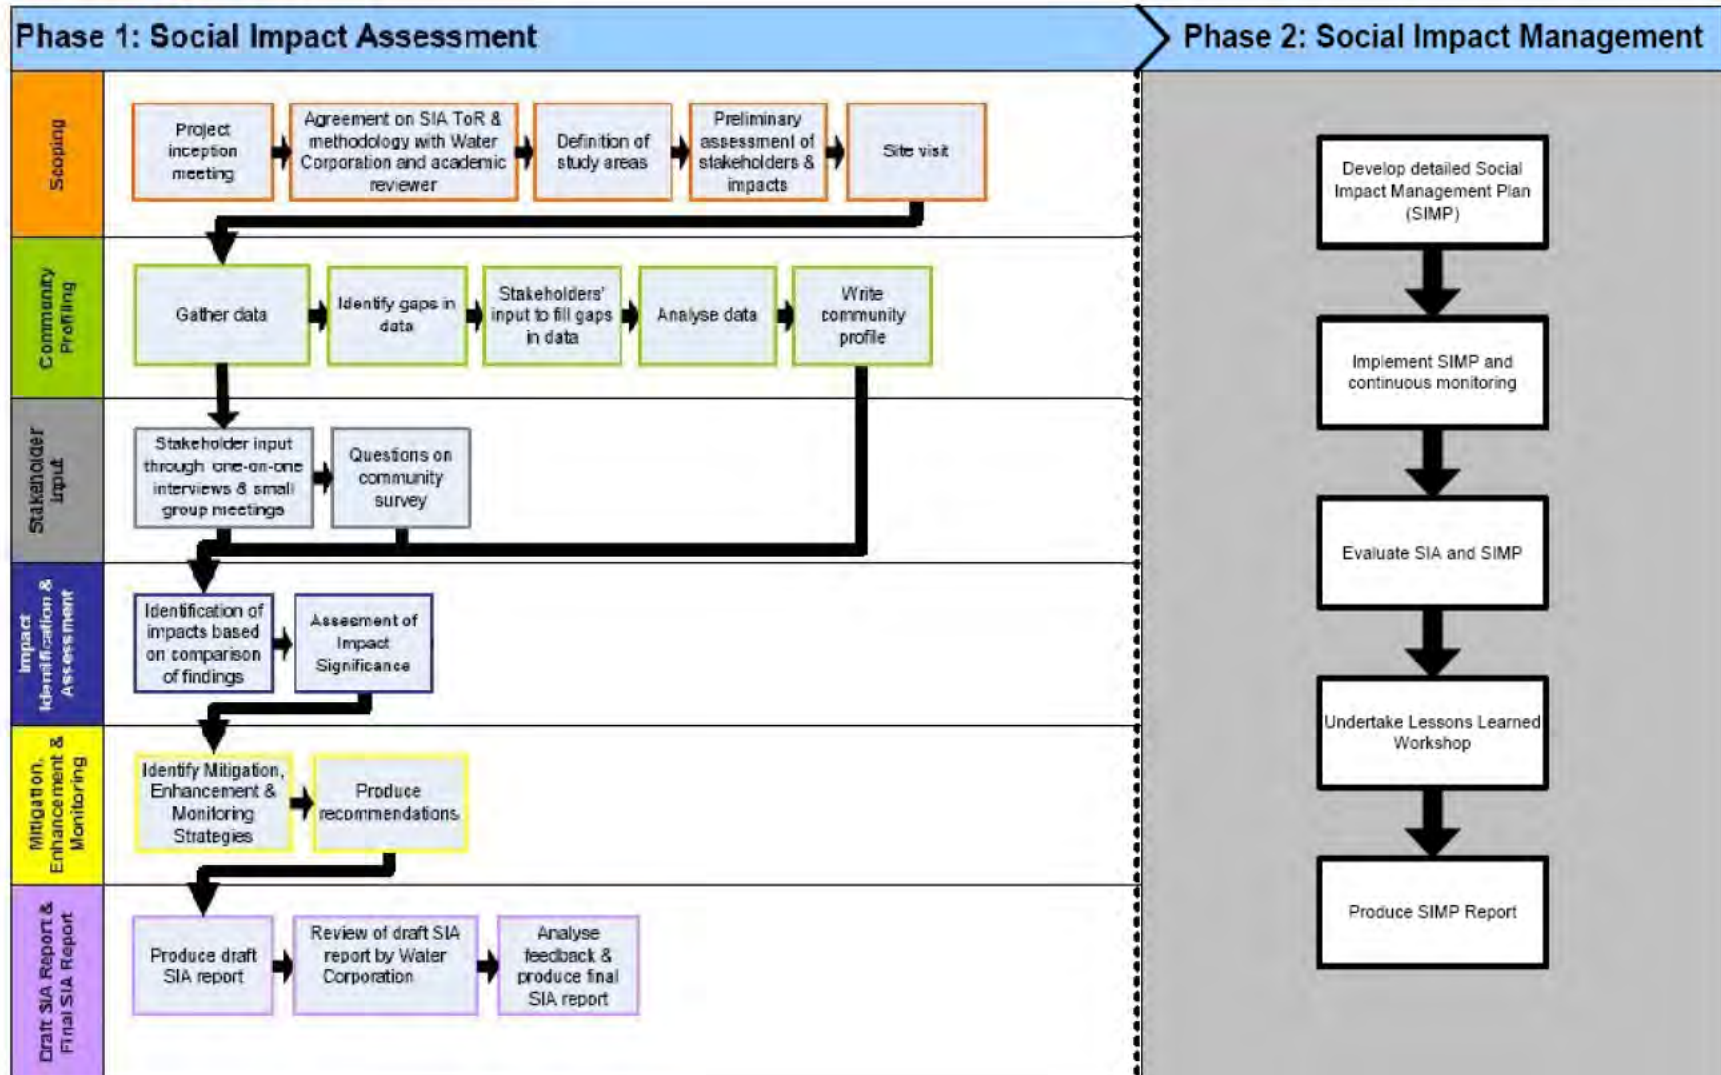 Phase 1: Social Impact Assessment
Phase 2: Social Impact Management
Scoping
Project
inception
meeting
Agreement on SIA ToR &
methodology with Water
Corporation and academic
reviewer
Definition of
study areas
Preliminary
assessment of
stakeholders &
impacts
Site visit
Community
Profiling
Gather data
Identify gaps in
data
Stakeholders'
input to fill gaps
in data
Analyse data
Write
community
profile
Stakeholder
Input
Stakeholder input
through one-on-one
interviews & small
group meetings
Questions on
community
survey
Impact
Identification &
Assessment
Identification of
impacts based
on comparison
of findings
Assesment of
Impact
Significance
Mitigation,
Enhancement &
Monitoring
Identify Mitigation,
Enhancement &
Monitoring
Strategies
Produce
recommendations
Draft SIA Report &
Final SIA Report
Produce draft
SIA report
Review of draft SIA
report by Water
Corporation
Analyse
feedback &
produce final
SIA report
Develop detailed Social
Impact Management Plan
(SIMP)
Implement SIMP and
continuous monitoring
Evaluate SIA and SIMP
Undertake Lessons Learned
Workshop
Produce SIMP Report